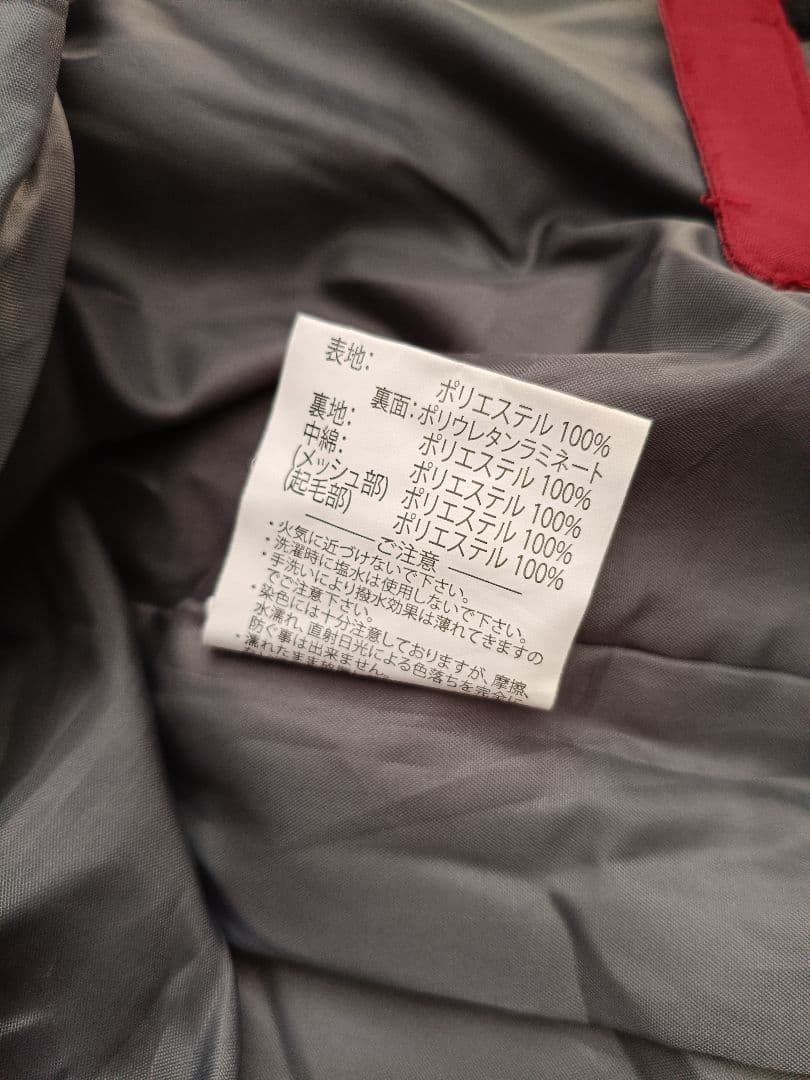 表地: ポリエステル 100%
裏面:ポリウレタンラミネート
裏地: ポリエステル 100%
中綿: ポリエステル 100%
(メッシュ部) ポリエステル 100%
(起毛部) ポリエステル 100%
ご注意
・火気に近づけないで下さい。
・洗濯時に塩水は使用しないで下さい。
・手洗いにより撥水効果は薄れてきますの
でご注意下さい。
・染色には十分注意しておりますが、摩擦、
水濡れ、直射日光による色落ちを完全に
防ぐ事は出来ません。
・濡れたまま